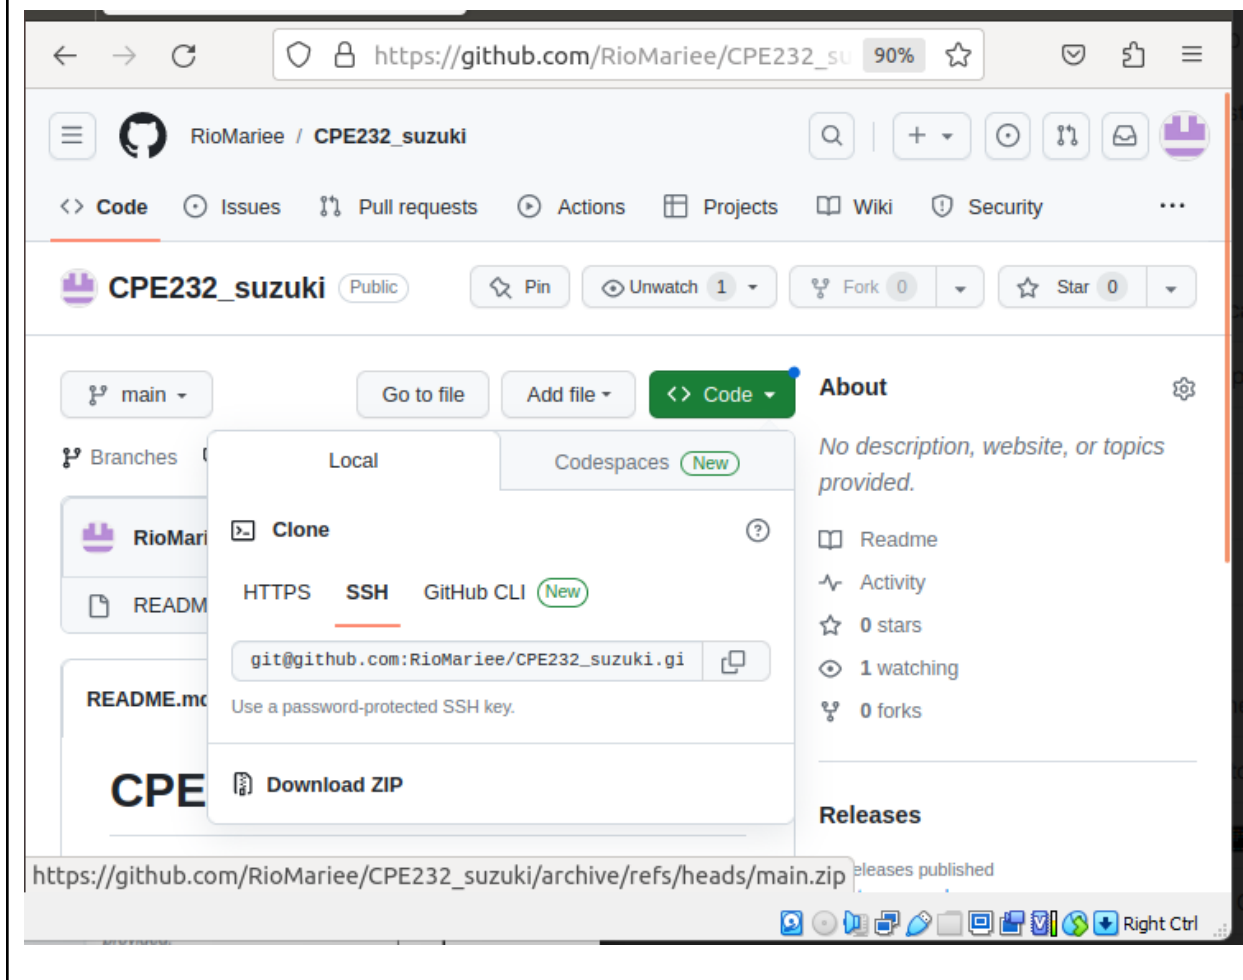 https://github.com/RioMariee/CPE232_su 90%
RioMariee / CPE232_suzuki
Code Issues Pull requests Actions Projects Wiki Security
CPE232_suzuki Public Pin Unwatch 1 Fork 0 Star 0
main Go to file Add file Code
About
Branches
Local Codespaces New
No description, website, or topics
provided.
RioMari
Clone
Readme
HTTPS SSH GitHub CLI New
Activity
READM
0 stars
git@github.com:RioMariee/CPE232_suzuki.gi
1 watching
README.md
Use a password-protected SSH key.
0 forks
CPE
Download ZIP
Releases
https://github.com/RioMariee/CPE232_suzuki/archive/refs/heads/main.zip
eleases published
Right Ctrl